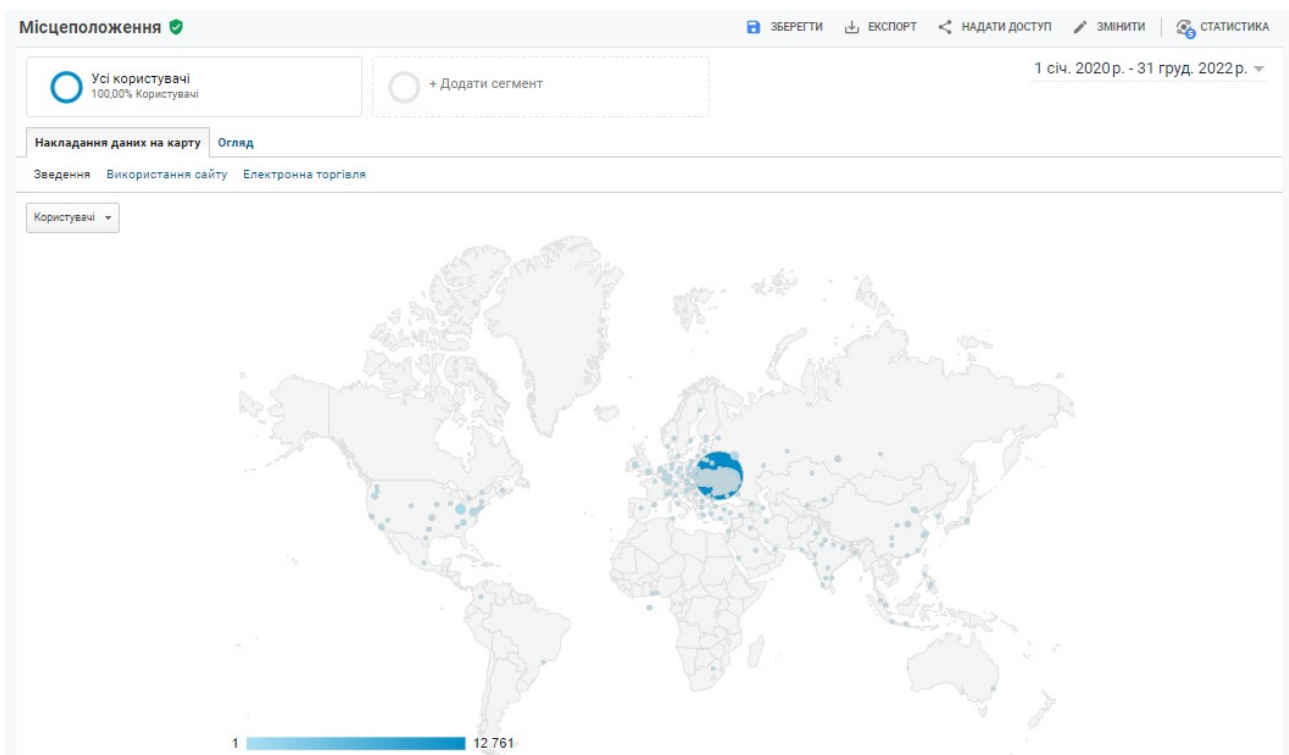 Місцеположення
ЗБЕРЕГТИ ЕКСПОРТ НАДАТИ ДОСТУП ЗМІНИТИ 5 СТАТИСТИКА
Усі користувачі
100,00% Користувачі
+ Додати сегмент
1 січ. 2020 р. - 31 груд. 2022 р.
Накладання даних на карту Огляд
Зведення Використання сайту Електронна торгівля
Користувачі
1 12 761